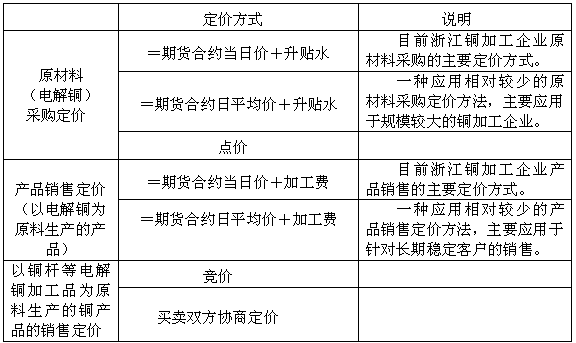 定价方式
说明
原材料
（电解铜）
采购定价
＝期货合约当日价＋升贴水
目前浙江铜加工企业原
材料采购的主要定价方式。
＝期货合约日平均价＋升贴水
一种应用相对较少的原
材料采购定价方法，主要应用
于规模较大的铜加工企业。
点价
产品销售定价
（以电解铜为
原料生产的产
品）
＝期货合约当日价＋加工费
目前浙江铜加工企业产
品销售的主要定价方式。
＝期货合约日平均价＋加工费
一种应用相对较少的产
品销售定价方法，主要应用于
针对长期稳定客户的销售。
以铜杆等电解
铜加工品为原
料生产的铜产
品的销售定价
竞价
买卖双方协商定价